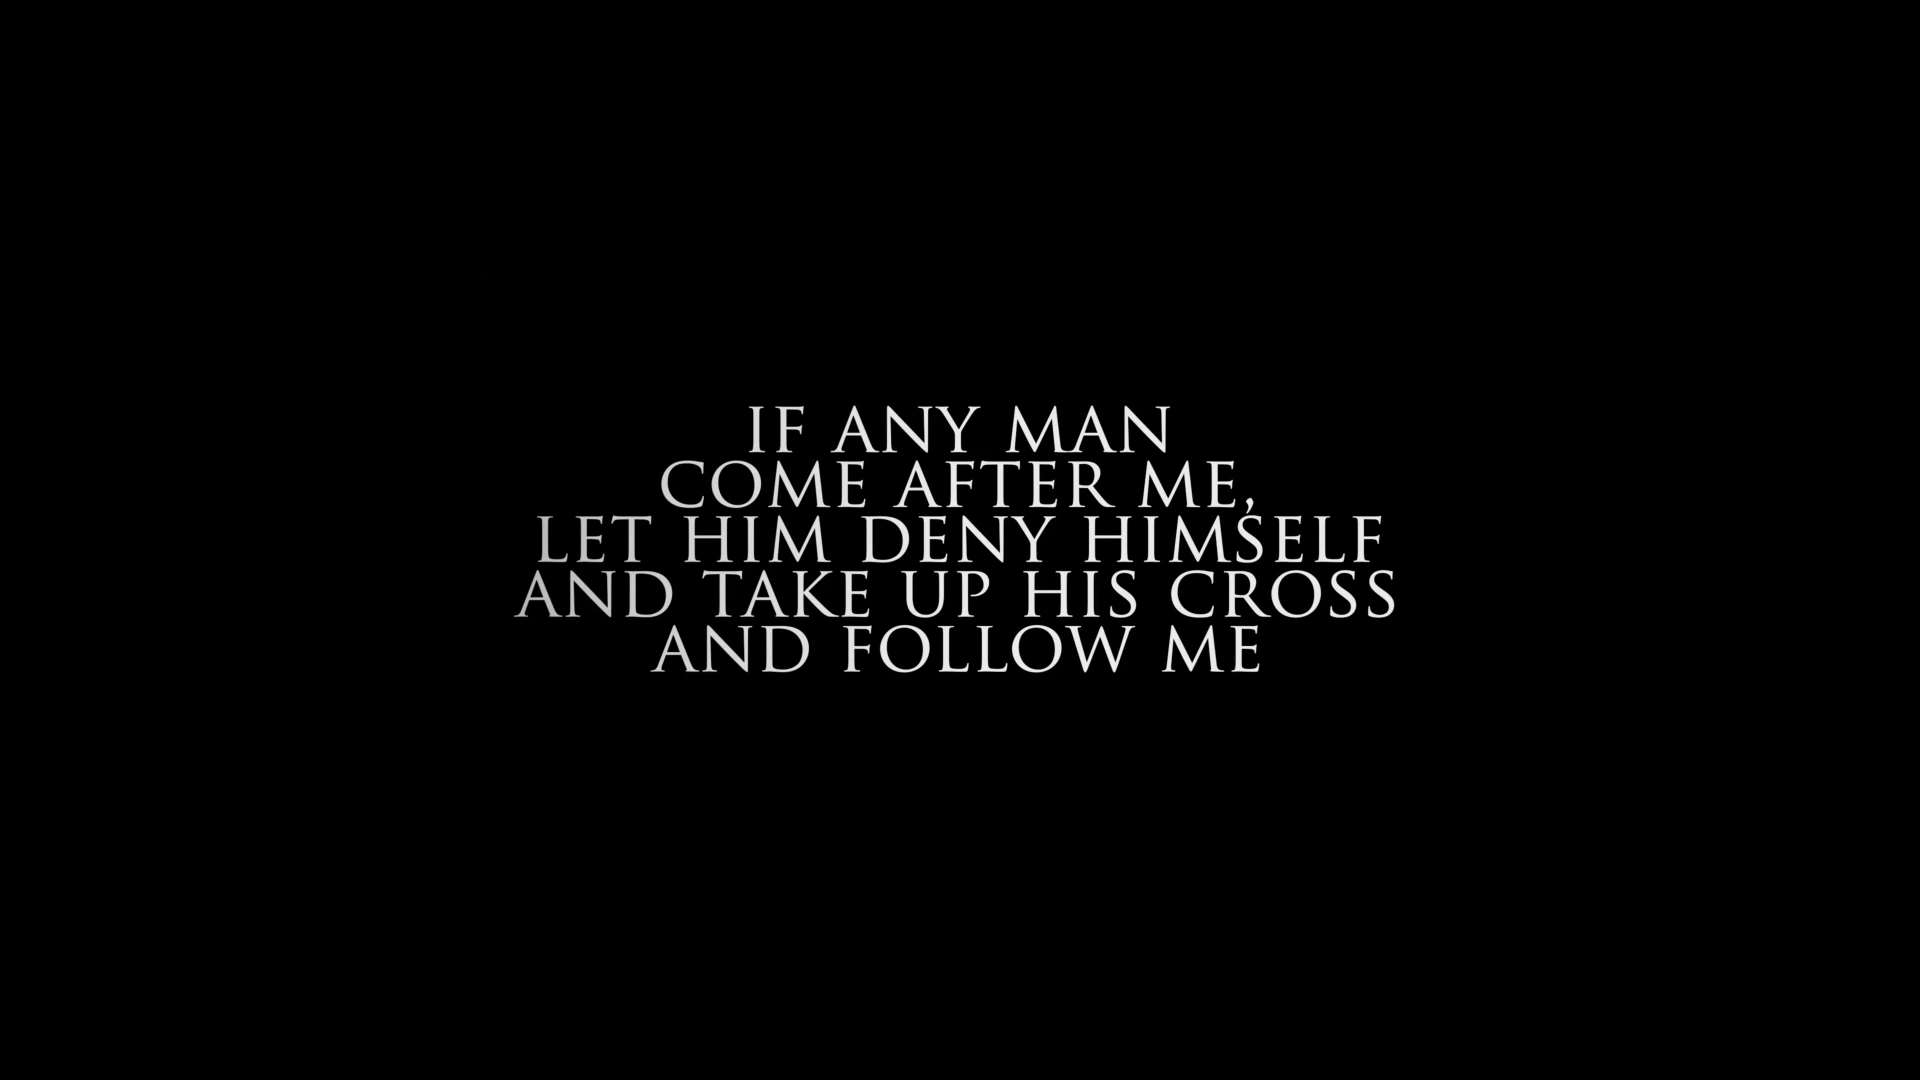 IF ANY MAN
COME AFTER ME,
LET HIM DENY HIMSELF
AND TAKE UP HIS CROSS
AND FOLLOW ME